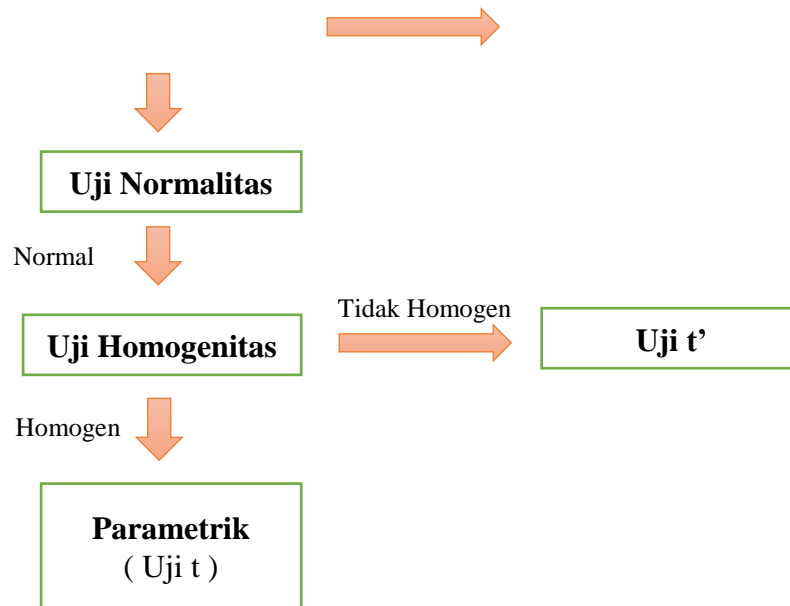 Uji Normalitas
Normal
Tidak Homogen
Uji Homogenitas
Uji t’
Homogen
Parametrik
( Uji t )